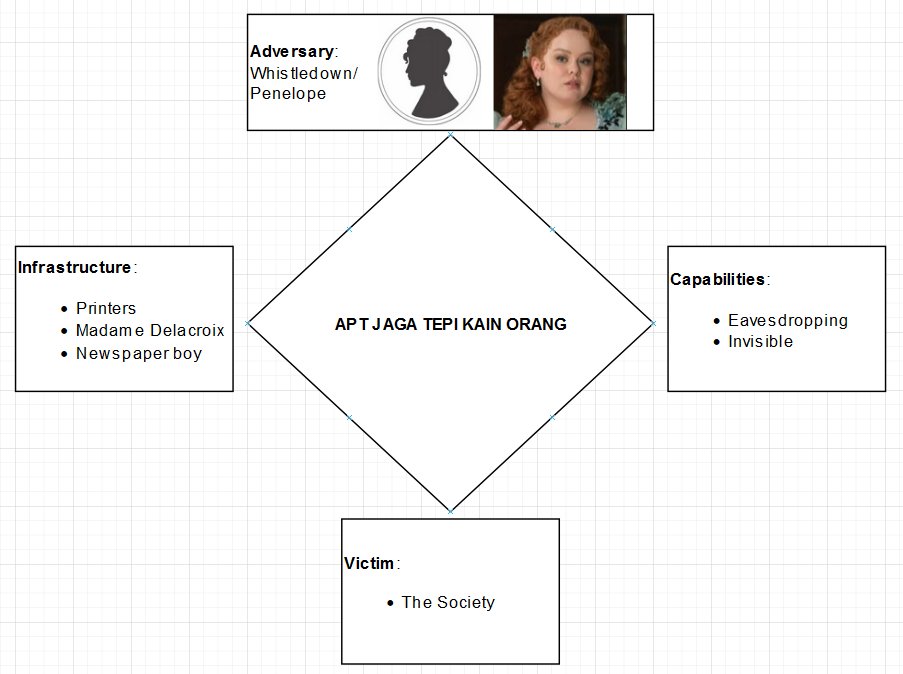 Adversary:
Whistledown/
Penelope
Infrastructure:
Printers
Madame Delacroix
Newspaper boy
APT JAGA TEPI KAIN ORANG
Capabilities:
Eavesdropping
Invisible
Victim:
The Society